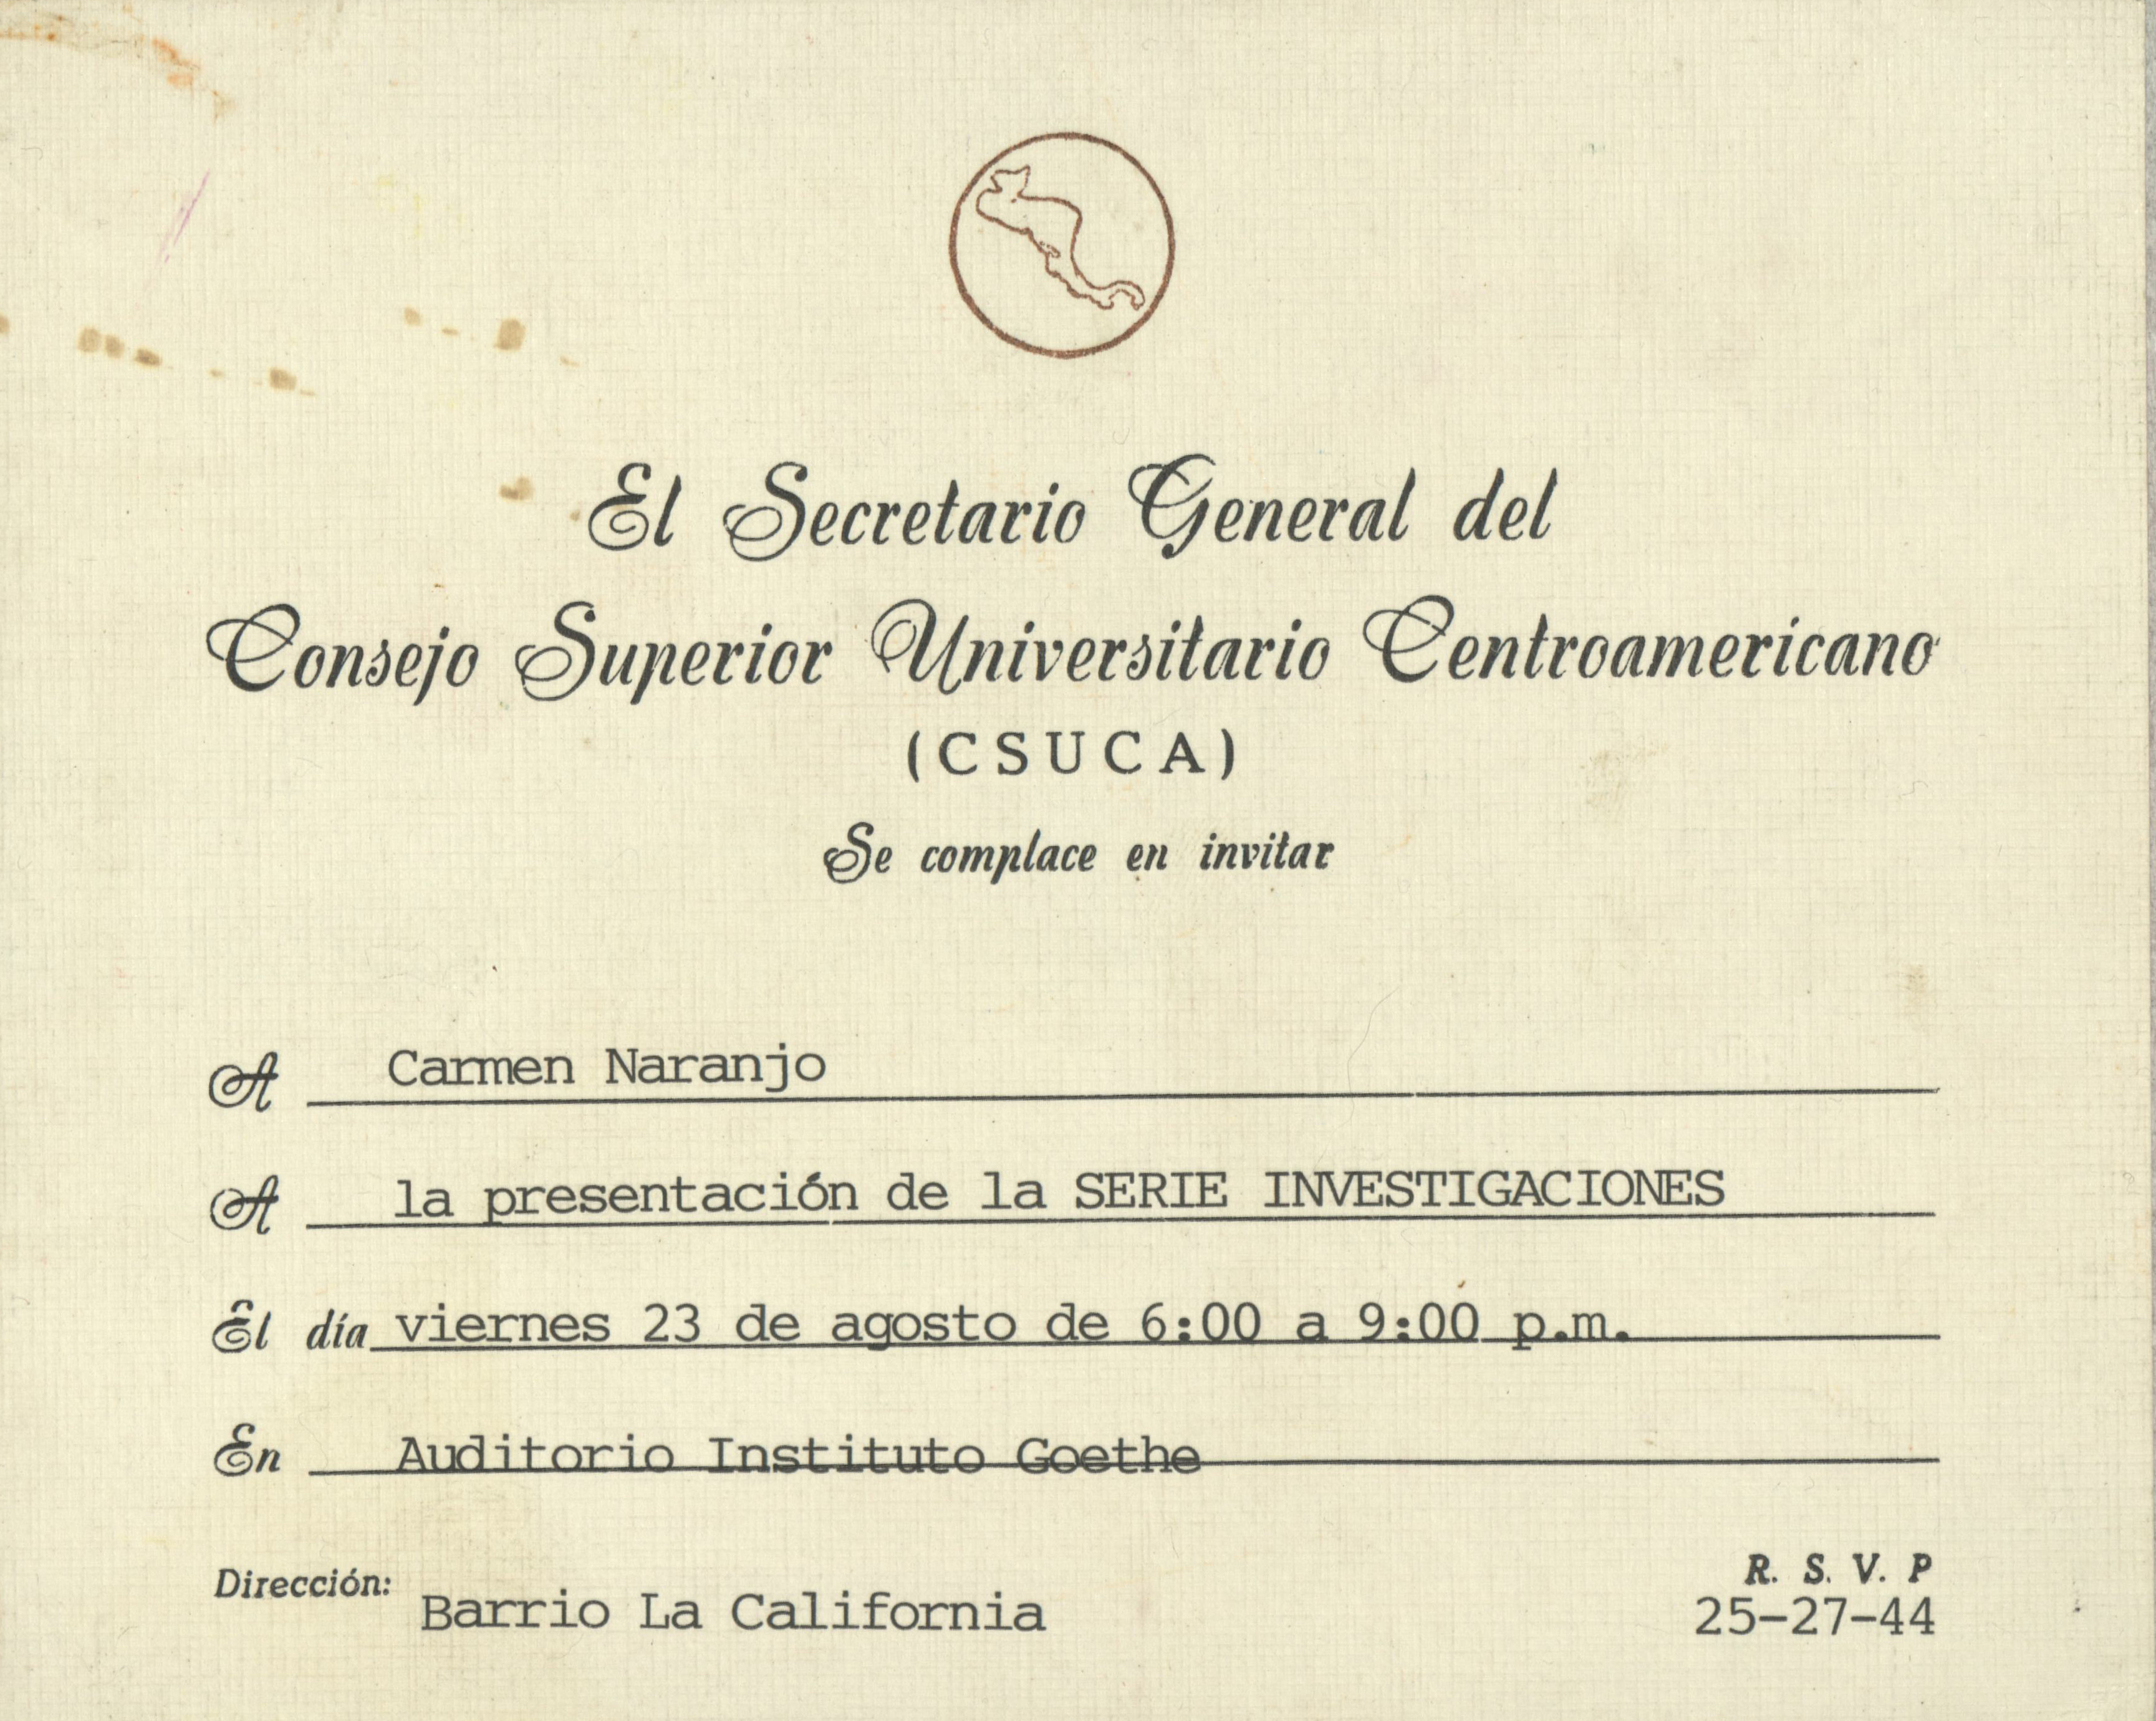 El Secretario General del
Consejo Superior Universitario Centroamericano
(CSUCA)
Se complace en invitar
A Carmen Naranjo
A la presentación de la SERIE INVESTIGACIONES
El día viernes 23 de agosto de 6:00 a 9:00 p.m.
En Auditorio Instituto Goethe
Dirección: Barrio La California
R. S. V. P
25-27-44